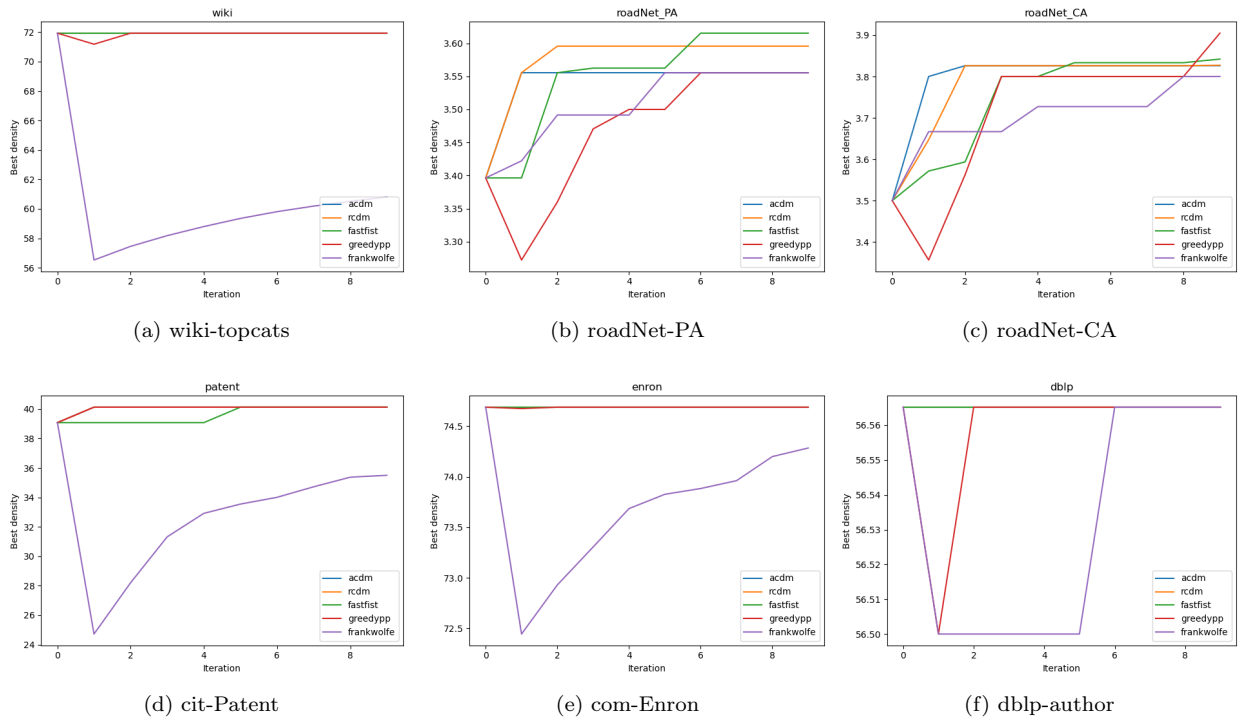 wiki
72
70
68
66
64
62
60
58
56
Best density
0 2 4 6 8
Iteration
acdm
rcdm
fastfist
greedypp
frankwolfe
(a) wiki-topcats
roadNet_PA
3.60
3.55
3.50
3.45
3.40
3.35
3.30
Best density
0 2 4 6 8
Iteration
acdm
rcdm
fastfist
greedypp
frankwolfe
(b) roadNet-PA
roadNet_CA
3.9
3.8
3.7
3.6
3.5
3.4
Best density
0 2 4 6 8
Iteration
acdm
rcdm
fastfist
greedypp
frankwolfe
(c) roadNet-CA
patent
40
38
36
34
32
30
28
26
24
Best density
0 2 4 6 8
Iteration
acdm
rcdm
fastfist
greedypp
frankwolfe
(d) cit-Patent
enron
74.5
74.0
73.5
73.0
72.5
Best density
0 2 4 6 8
Iteration
acdm
rcdm
fastfist
greedypp
frankwolfe
(e) com-Enron
dblp
56.56
56.55
56.54
56.53
56.52
56.51
56.50
Best density
0 2 4 6 8
Iteration
acdm
rcdm
fastfist
greedypp
frankwolfe
(f) dblp-author